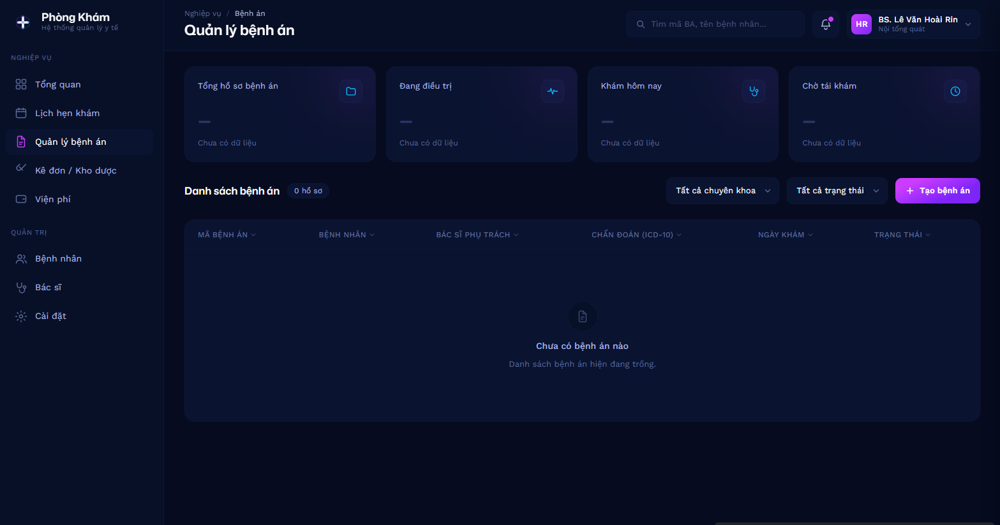 Phòng Khám
Hệ thống quản lý y tế
NGHIỆP VỤ
Tổng quan
Lịch hẹn khám
Quản lý bệnh án
Kê đơn / Kho dược
Viện phí
QUẢN TRỊ
Bệnh nhân
Bác sĩ
Cài đặt
Nghiệp vụ / Bệnh án
Quản lý bệnh án
Tìm mã BA, tên bệnh nhân...
HR
BS. Lê Văn Hoài Rin
Nội tổng quát
Tổng hồ sơ bệnh án
—
Chưa có dữ liệu
Đang điều trị
—
Chưa có dữ liệu
Khám hôm nay
—
Chưa có dữ liệu
Chờ tái khám
—
Chưa có dữ liệu
Danh sách bệnh án
0 hồ sơ
Tất cả chuyên khoa
Tất cả trạng thái
+ Tạo bệnh án
MÃ BỆNH ÁN BỆNH NHÂN BÁC SĨ PHỤ TRÁCH CHẨN ĐOÁN (ICD-10) NGÀY KHÁM TRẠNG THÁI
Chưa có bệnh án nào
Danh sách bệnh án hiện đang trống.